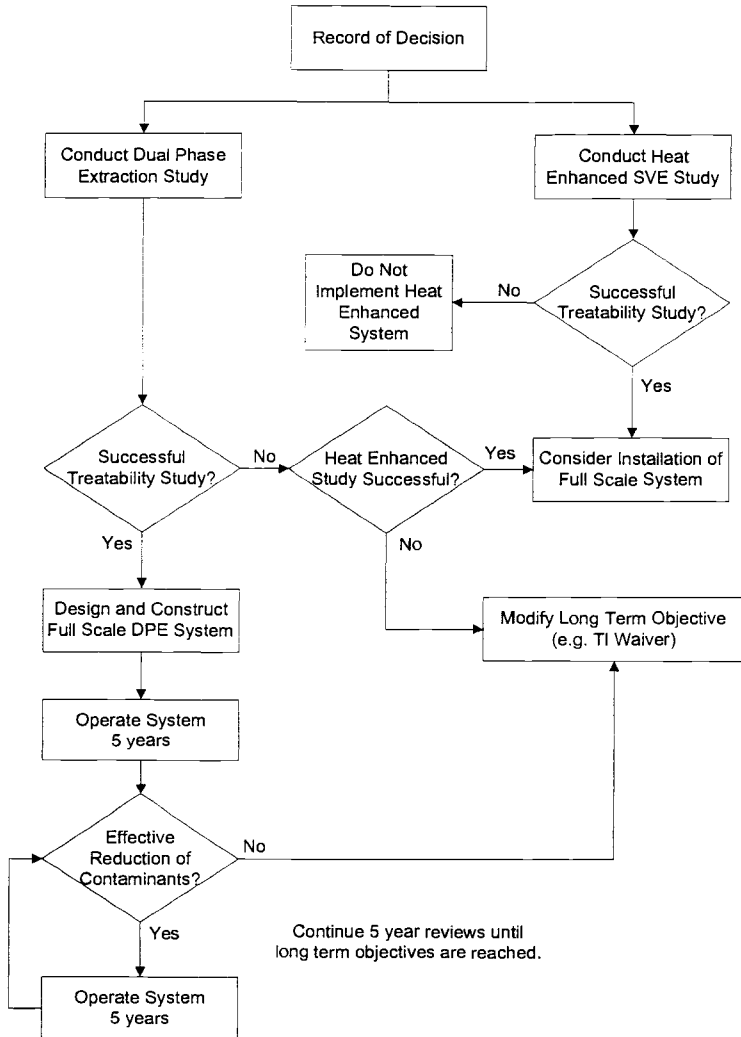 Record of Decision
Conduct Dual Phase
Extraction Study
Conduct Heat
Enhanced SVE Study
Do Not
Implement Heat
Enhanced
System
No
Successful
Treatability Study?
Yes
Successful
Treatability Study?
No
Heat Enhanced
Study Successful?
Yes
Consider Installation of
Full Scale System
Yes
No
Design and Construct
Full Scale DPE System
Modify Long Term Objective
(e.g. TI Waiver)
Operate System
5 years
Effective
Reduction of
Contaminants?
No
Yes
Continue 5 year reviews until
long term objectives are reached.
Operate System
5 years